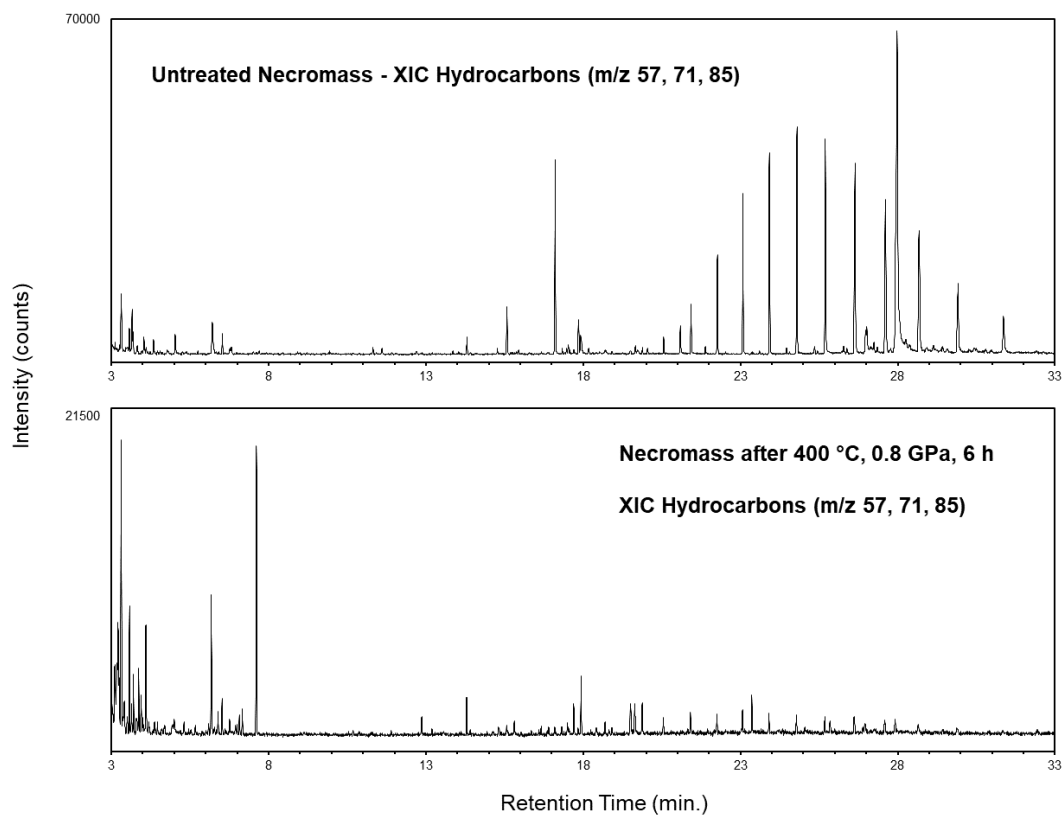 70000
Untreated Necromass - XIC Hydrocarbons (m/z 57, 71, 85)
3 8 13 18 23 28 33
Intensity (counts)
21500
Necromass after 400 °C, 0.8 GPa, 6 h
XIC Hydrocarbons (m/z 57, 71, 85)
3 8 13 18 23 28 33
Retention Time (min.)